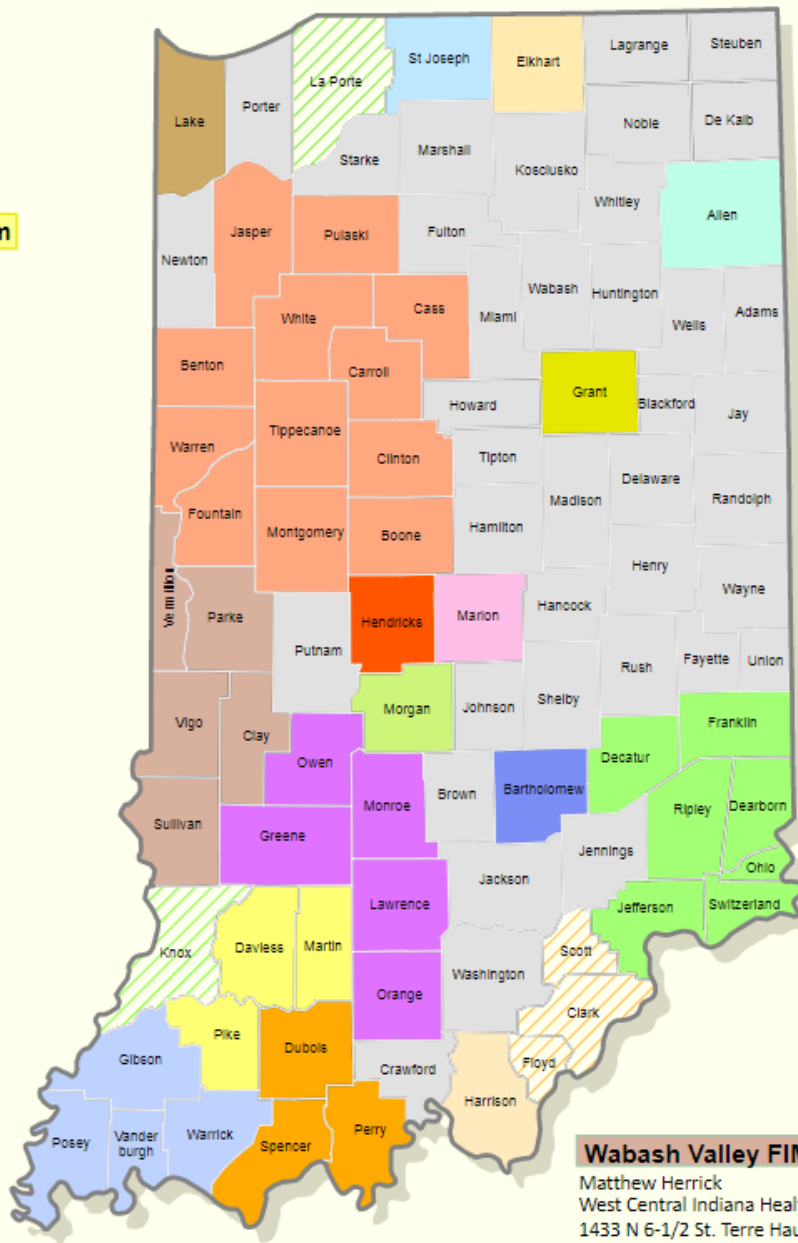 Lagrange
Steuben
St Joseph
Elkhart
La Porte
Porter
Lake
Noble
De Kalb
Marshall
Starke
Kosciusko
Whitley
Allen
m
Jasper
Pulaski
Fulton
Newton
Wabash
Huntington
Miami
Cass
White
Wells
Adams
Benton
Carroll
Grant
Howard
Blackford
Jay
Tippecanoe
Warren
Clinton
Tipton
Delaware
Madison
Randolph
Fountain
Montgomery
Boone
Hamilton
Henry
Vermillion
Wayne
Parke
Hendricks
Marion
Hancock
Putnam
Rush
Fayette
Union
Shelby
Johnson
Morgan
Vigo
Clay
Franklin
Owen
Decatur
Monroe
Brown
Bartholomew
Ripley
Dearborn
Sullivan
Greene
Jennings
Ohio
Jackson
Lawrence
Jefferson
Switzerland
Daviess
Martin
Knox
Scott
Washington
Orange
Clark
Pike
Dubois
Gibson
Floyd
Crawford
Harrison
Posey
Vander
burgh
Warrick
Spencer
Perry
Wabash Valley FIM
Matthew Herrick
West Central Indiana Heal
1433 N 6-1/2 St. Terre Hau